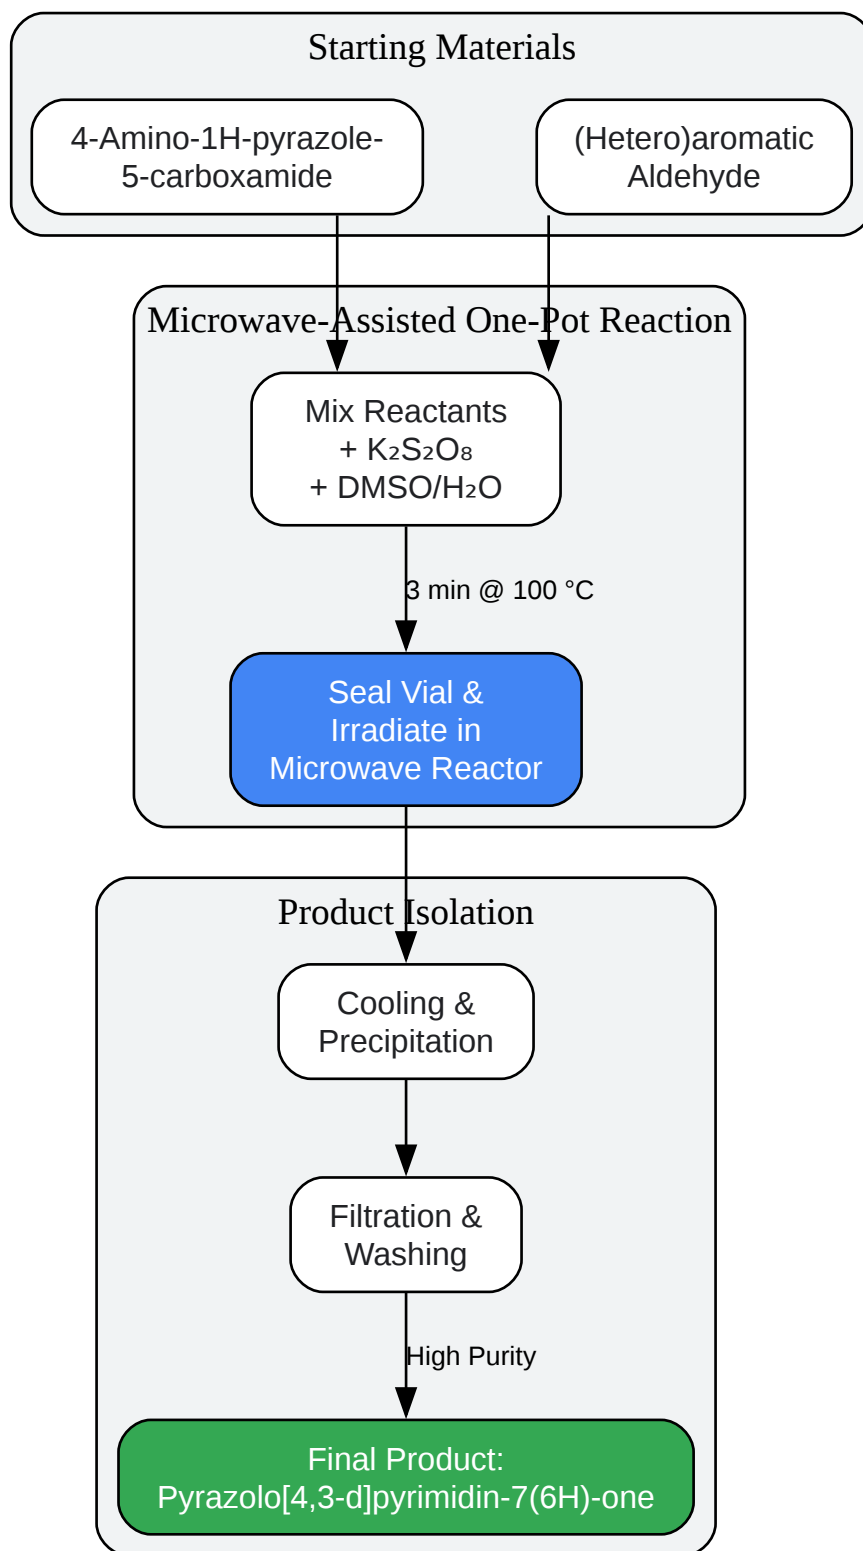 Starting Materials
4-Amino-1H-pyrazole-
5-carboxamide
(Hetero)aromatic
Aldehyde
Microwave-Assisted One-Pot Reaction
Mix Reactants
+ K₂S₂O₈
+ DMSO/H₂O
3 min @ 100 °C
Seal Vial &
Irradiate in
Microwave Reactor
Product Isolation
Cooling &
Precipitation
Filtration &
Washing
High Purity
Final Product:
Pyrazolo[4,3-d]pyrimidin-7(6H)-one